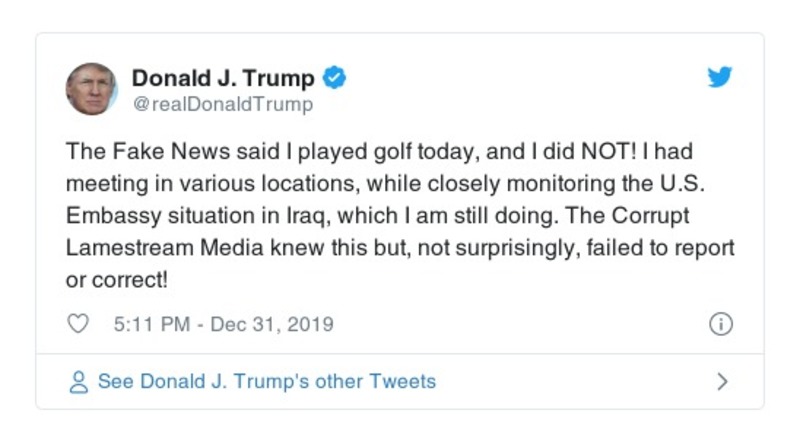 Donald J. Trump
@realDonaldTrump
The Fake News said I played golf today, and I did NOT! I had
meeting in various locations, while closely monitoring the U.S.
Embassy situation in Iraq, which I am still doing. The Corrupt
Lamestream Media knew this but, not surprisingly, failed to report
or correct!
5:11 PM - Dec 31, 2019
See Donald J. Trump's other Tweets